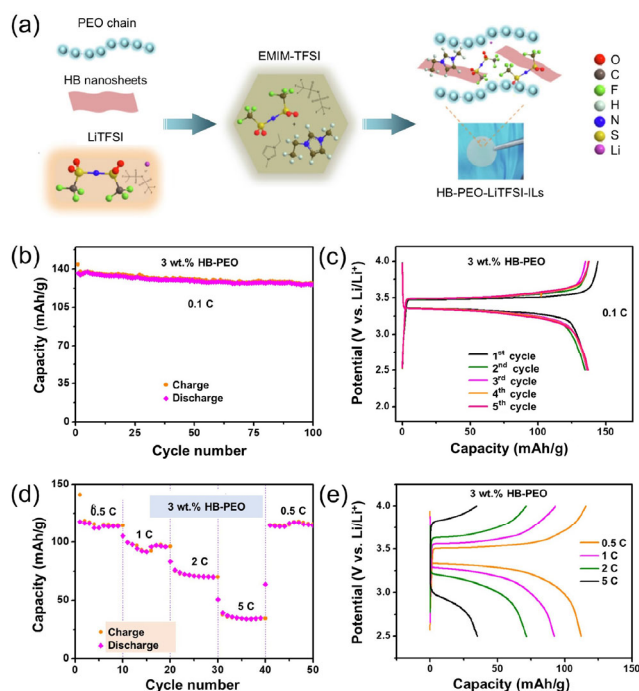 (a)
PEO chain
HB nanosheets
LiTFSI
EMIM-TFSI
HB-PEO-LiTFSI-ILs
O
C
F
H
N
S
Li
(b)
3 wt.% HB-PEO
0.1 C
Charge
Discharge
Capacity (mAh/g)
0
35
70
105
140
0 25 50 75 100
Cycle number
(c)
3 wt.% HB-PEO
0.1 C
1st cycle
2nd cycle
3rd cycle
4th cycle
5th cycle
Potential (V vs. Li/Li+)
2.0
2.5
3.0
3.5
4.0
0 50 100 150
Capacity (mAh/g)
(d)
0.5 C
3 wt.% HB-PEO
0.5 C
1 C
2 C
5 C
Charge
Discharge
Capacity (mAh/g)
0
50
100
150
0 10 20 30 40 50
Cycle number
(e)
3 wt.% HB-PEO
0.5 C
1 C
2 C
5 C
Potential (V vs. Li/Li+)
2.0
2.5
3.0
3.5
4.0
0 50 100 150
Capacity (mAh/g)